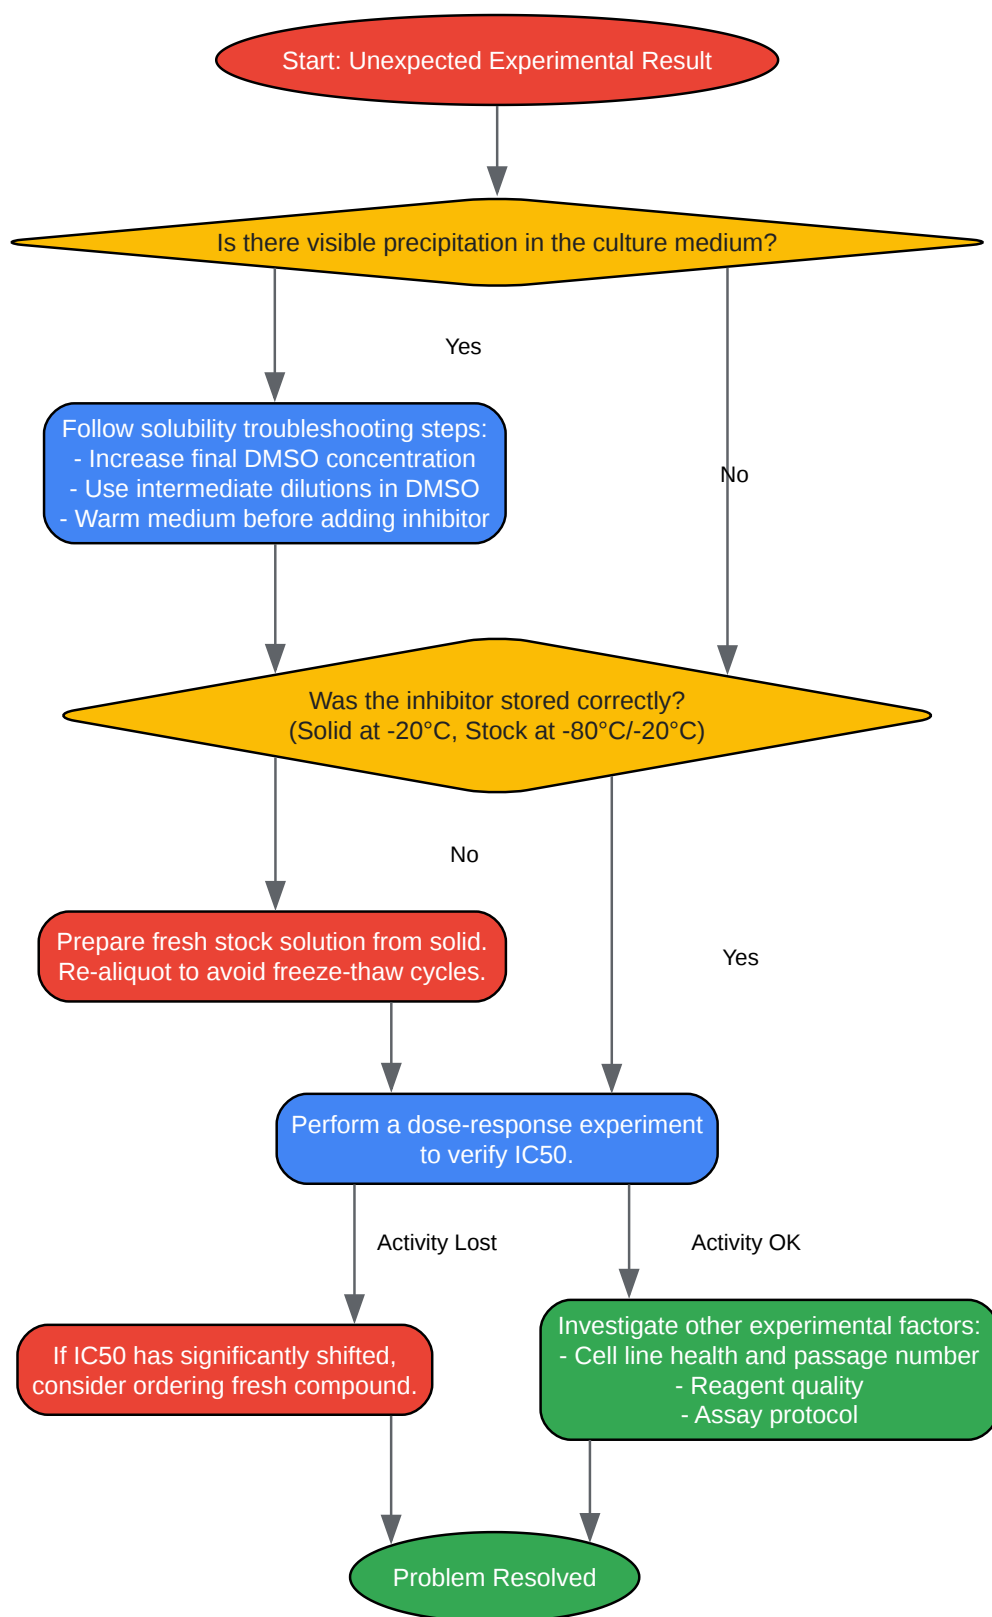 Start: Unexpected Experimental Result
Is there visible precipitation in the culture medium?
Yes
Follow solubility troubleshooting steps:
- Increase final DMSO concentration
- Use intermediate dilutions in DMSO
- Warm medium before adding inhibitor
No
Was the inhibitor stored correctly?
(Solid at -20°C, Stock at -80°C/-20°C)
No
Prepare fresh stock solution from solid.
Re-aliquot to avoid freeze-thaw cycles.
Yes
Perform a dose-response experiment
to verify IC50.
Activity Lost
Activity OK
If IC50 has significantly shifted,
consider ordering fresh compound.
Investigate other experimental factors:
- Cell line health and passage number
- Reagent quality
- Assay protocol
Problem Resolved